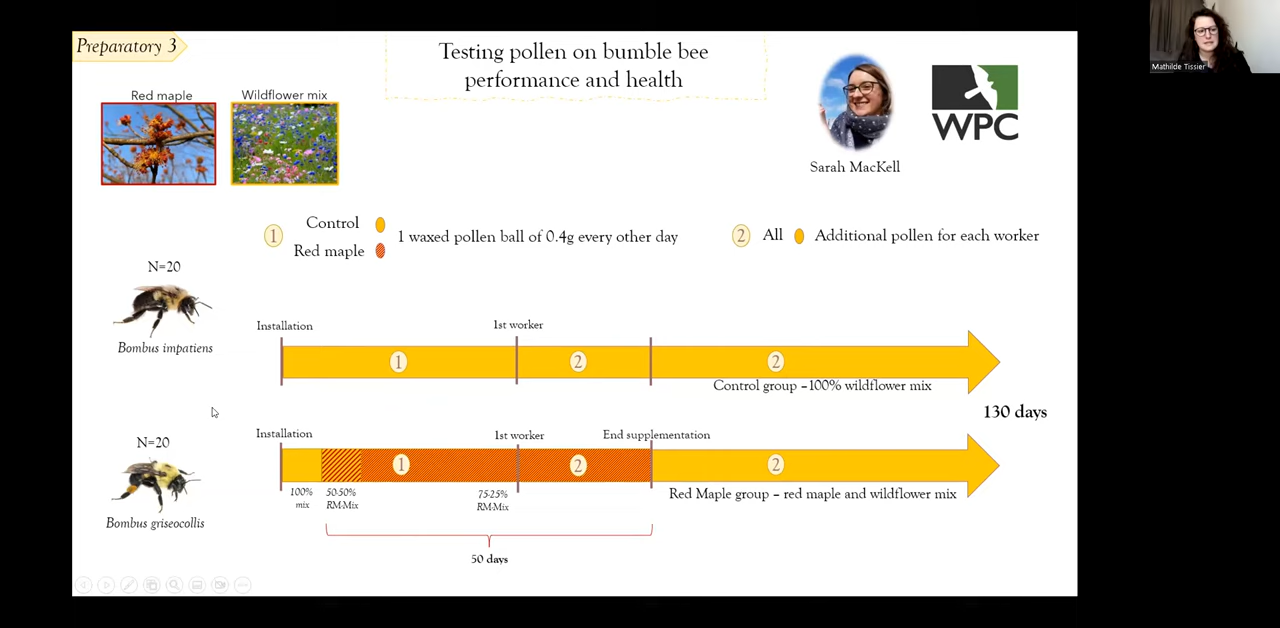 Preparatory 3
Testing pollen on bumble bee
performance and health
Mathilde Tissier
Red maple
Wildflower mix
WPC
Sarah MacKell
1
Control
Red maple
1 waxed pollen ball of 0.4g every other day
2
All
Additional pollen for each worker
N=20
Bombus impatiens
Installation
1st worker
1
2
2
Control group – 100% wildflower mix
130 days
N=20
Bombus griseocollis
Installation
1st worker
End supplementation
1
2
2
100%
mix
50-50%
RM-Mix
75-25%
RM-Mix
Red Maple group – red maple and wildflower mix
50 days